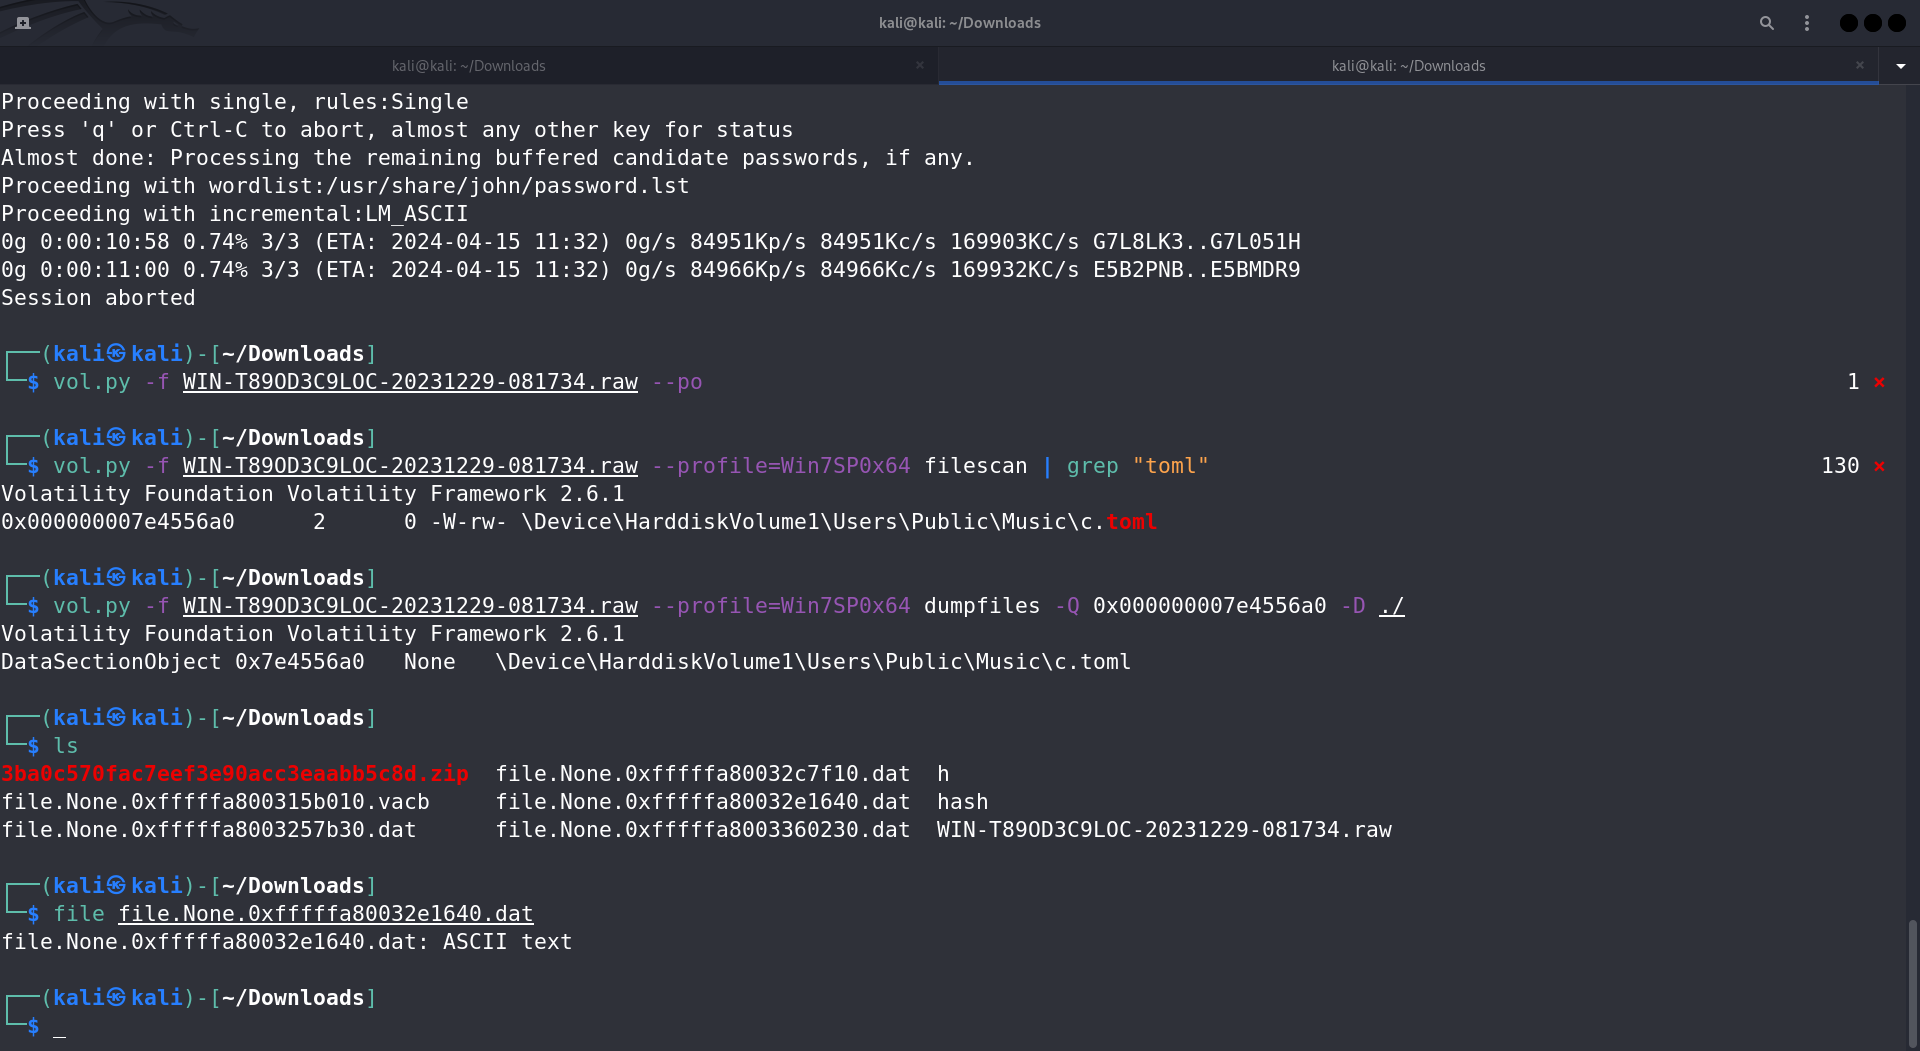 kali@kali: ~/Downloads
kali@kali: ~/Downloads × kali@kali: ~/Downloads ×
Proceeding with single, rules:Single
Press 'q' or Ctrl-C to abort, almost any other key for status
Almost done: Processing the remaining buffered candidate passwords, if any.
Proceeding with wordlist:/usr/share/john/password.lst
Proceeding with incremental:LM_ASCII
0g 0:00:10:58 0.74% 3/3 (ETA: 2024-04-15 11:32) 0g/s 84951Kp/s 84951Kc/s 169903KC/s G7L8LK3..G7L051H
0g 0:00:11:00 0.74% 3/3 (ETA: 2024-04-15 11:32) 0g/s 84966Kp/s 84966Kc/s 169932KC/s E5B2PNB..E5BMDR9
Session aborted
┌──(kali㉿kali)-[~/Downloads]
└─$ vol.py -f WIN-T89OD3C9LOC-20231229-081734.raw --po 1 ×
┌──(kali㉿kali)-[~/Downloads]
└─$ vol.py -f WIN-T89OD3C9LOC-20231229-081734.raw --profile=Win7SP0x64 filescan | grep "toml" 130 ×
Volatility Foundation Volatility Framework 2.6.1
0x000000007e4556a0      2      0 -W-rw- \Device\HarddiskVolume1\Users\Public\Music\c.toml
┌──(kali㉿kali)-[~/Downloads]
└─$ vol.py -f WIN-T89OD3C9LOC-20231229-081734.raw --profile=Win7SP0x64 dumpfiles -Q 0x000000007e4556a0 -D ./
Volatility Foundation Volatility Framework 2.6.1
DataSectionObject 0x7e4556a0   None   \Device\HarddiskVolume1\Users\Public\Music\c.toml
┌──(kali㉿kali)-[~/Downloads]
└─$ ls
3ba0c570fac7eef3e90acc3eaabb5c8d.zip  file.None.0xfffffa80032c7f10.dat  h
file.None.0xfffffa800315b010.vacb     file.None.0xfffffa80032e1640.dat  hash
file.None.0xfffffa8003257b30.dat      file.None.0xfffffa8003360230.dat  WIN-T89OD3C9LOC-20231229-081734.raw
┌──(kali㉿kali)-[~/Downloads]
└─$ file file.None.0xfffffa80032e1640.dat
file.None.0xfffffa80032e1640.dat: ASCII text
┌──(kali㉿kali)-[~/Downloads]
└─$ _